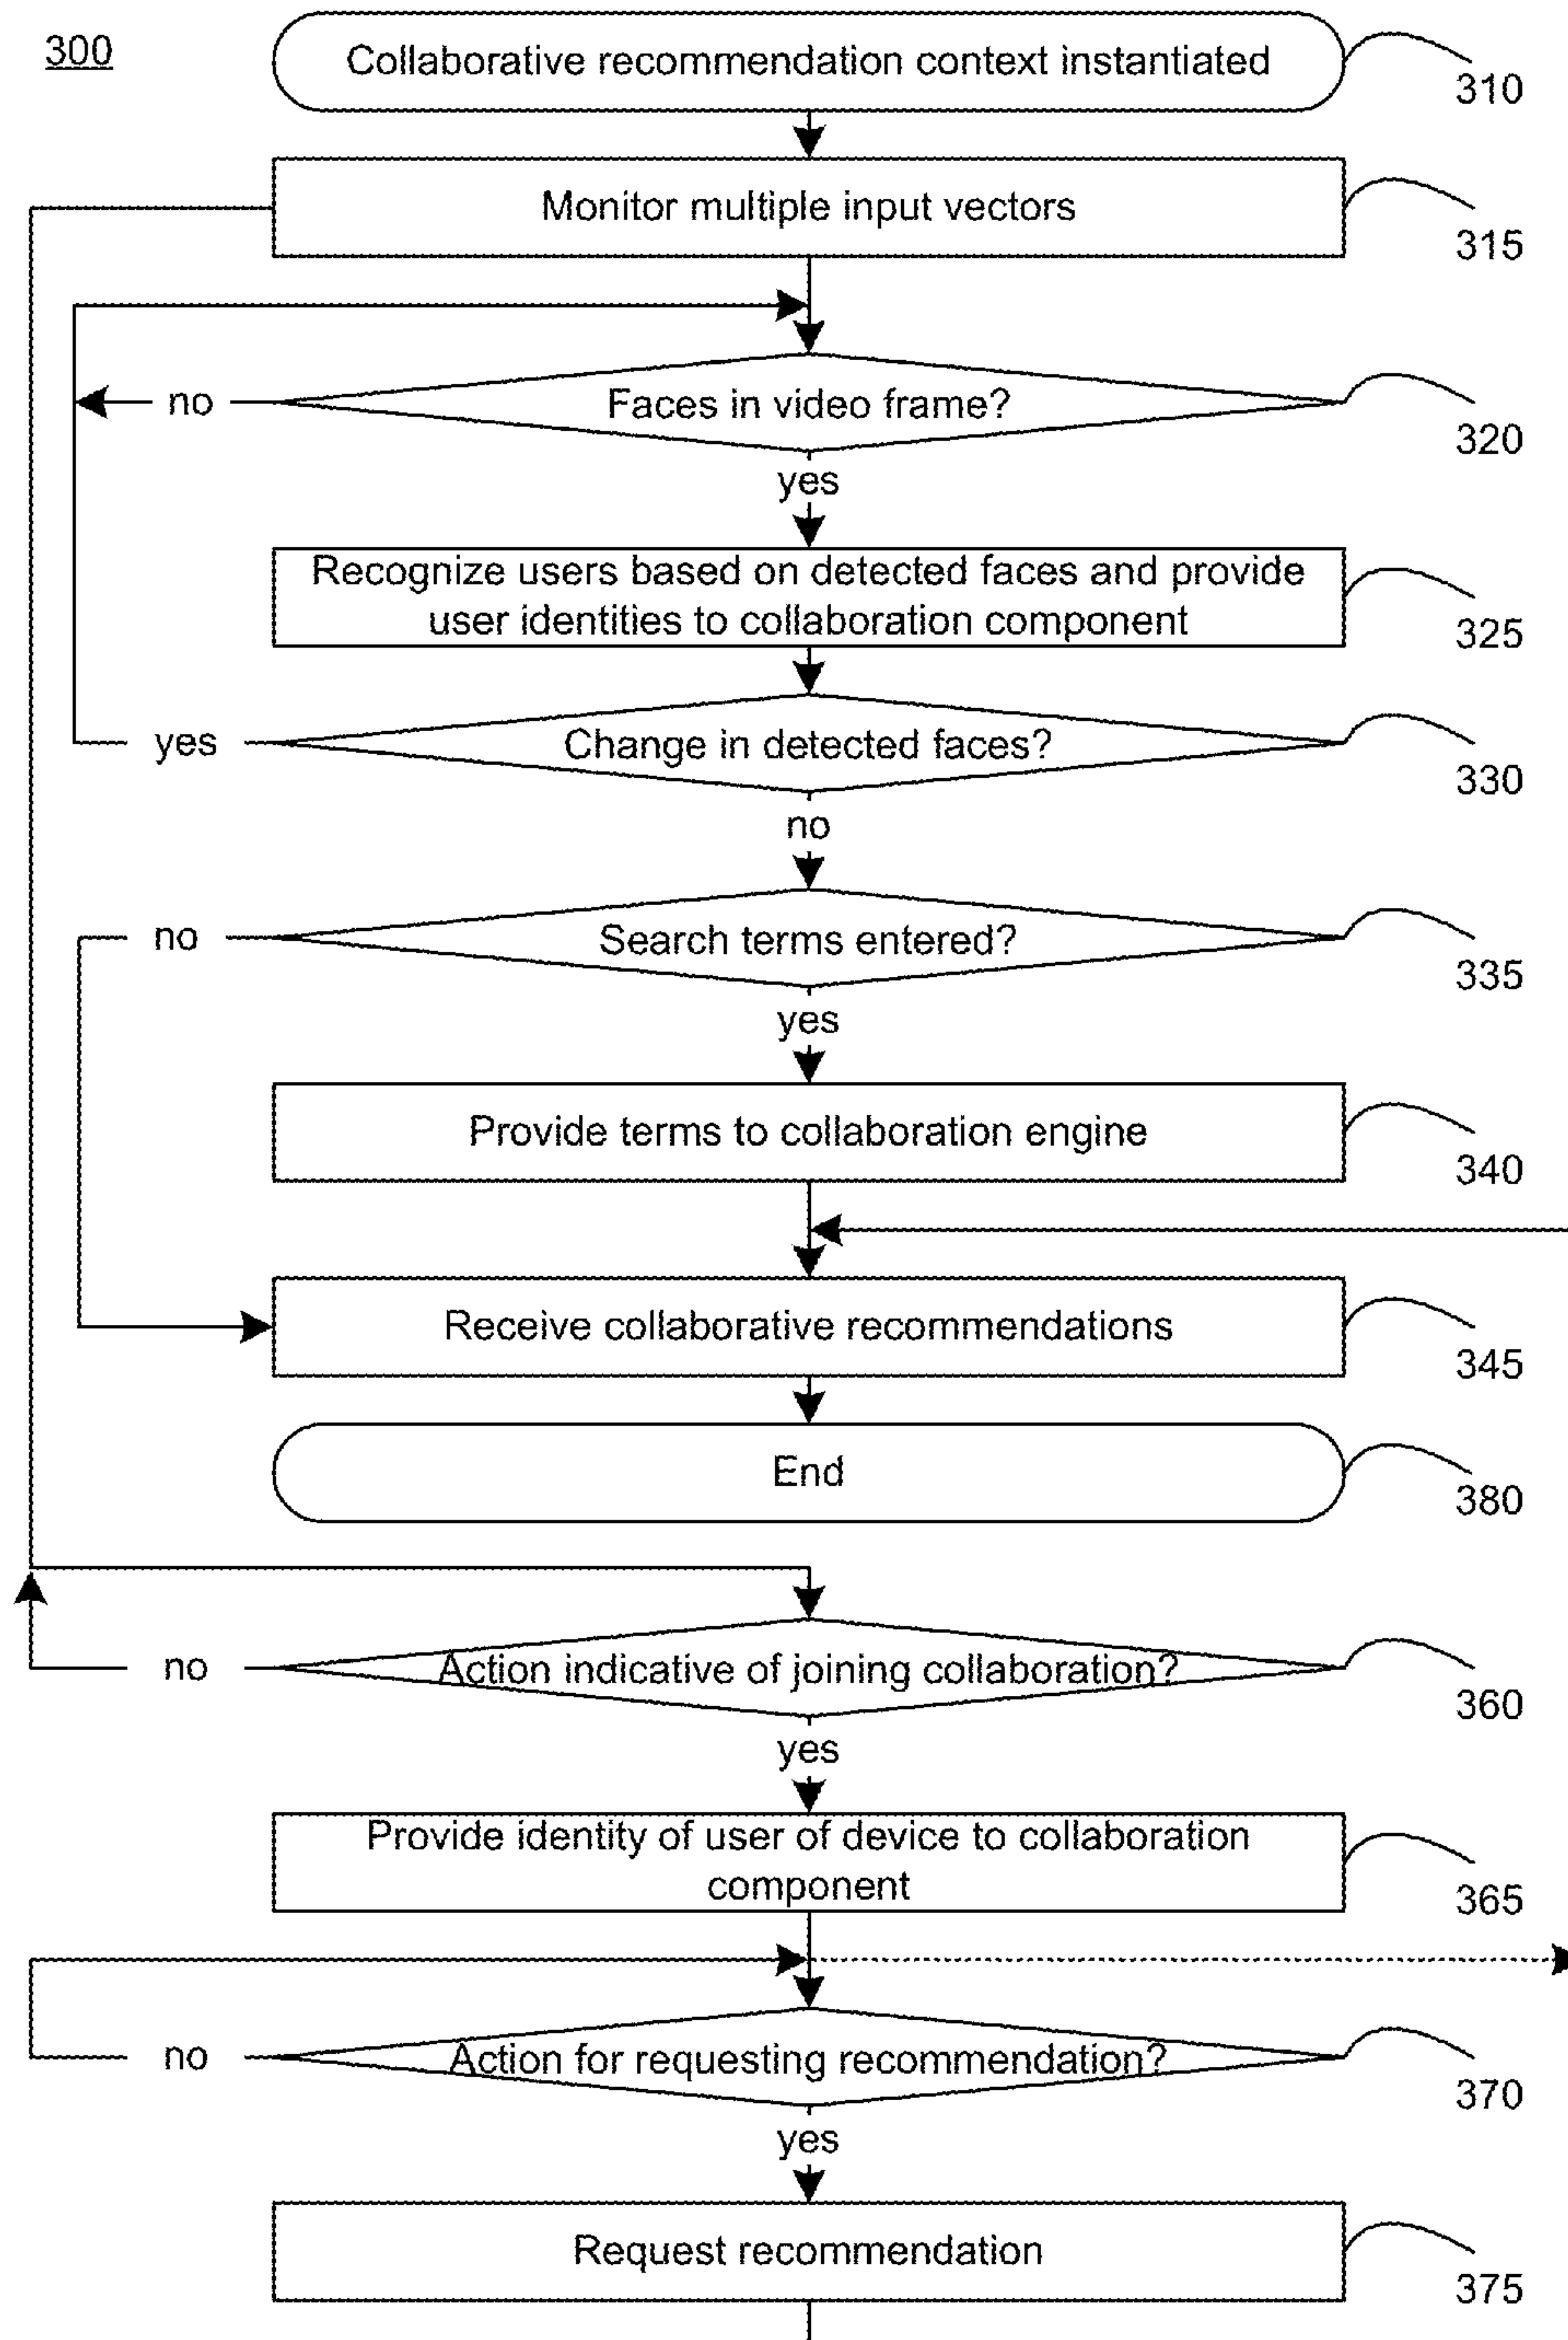 300
Collaborative recommendation context instantiated
310
Monitor multiple input vectors
315
no
Faces in video frame?
320
yes
Recognize users based on detected faces and provide
user identities to collaboration component
325
yes
Change in detected faces?
330
no
no
Search terms entered?
335
yes
Provide terms to collaboration engine
340
Receive collaborative recommendations
345
End
380
no
Action indicative of joining collaboration?
360
yes
Provide identity of user of device to collaboration
component
365
no
Action for requesting recommendation?
370
yes
Request recommendation
375